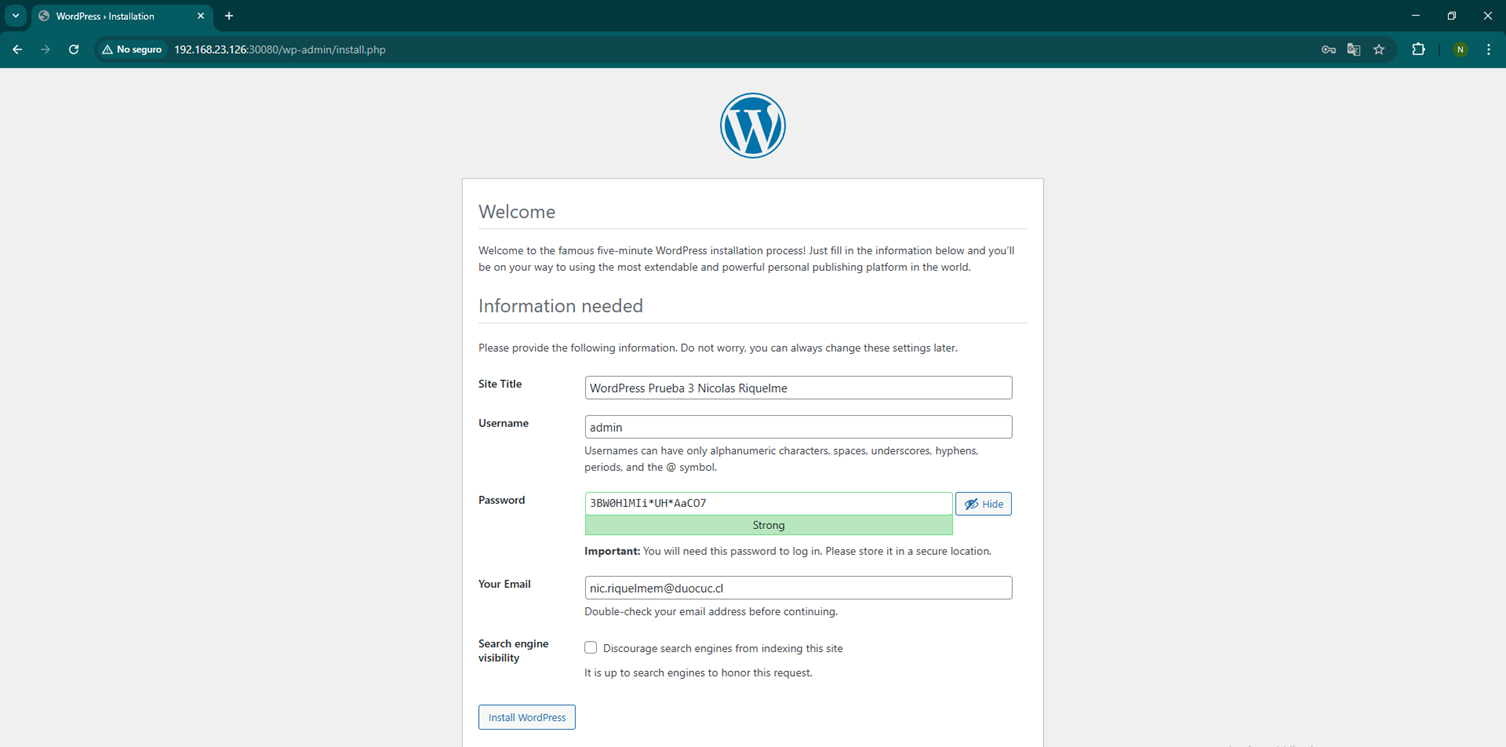 WordPress › Installation
No seguro
192.168.23.126:30080/wp-admin/install.php
N
Welcome
Welcome to the famous five-minute WordPress installation process! Just fill in the information below and you’ll
be on your way to using the most extendable and powerful personal publishing platform in the world.
Information needed
Please provide the following information. Do not worry, you can always change these settings later.
Site Title
WordPress Prueba 3 Nicolas Riquelme
Username
admin
Usernames can have only alphanumeric characters, spaces, underscores, hyphens,
periods, and the @ symbol.
Password
3BW0HlMIi*UH*AaCO7
Hide
Strong
Important: You will need this password to log in. Please store it in a secure location.
Your Email
nic.riquelmem@duocuc.cl
Double-check your email address before continuing.
Search engine
visibility
Discourage search engines from indexing this site
It is up to search engines to honor this request.
Install WordPress